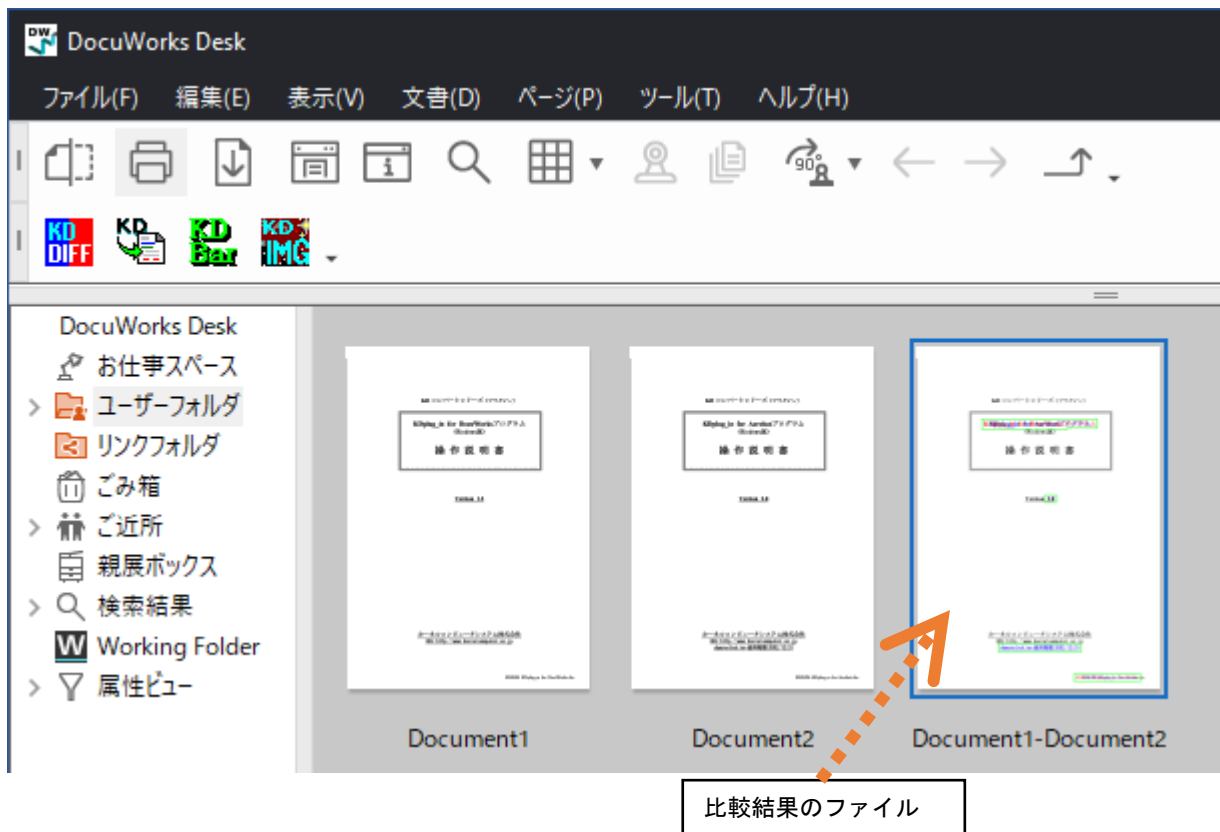 DocuWorks Desk
ファイル(F) 編集(E) 表示(V) 文書(D) ページ(P) ツール(T) ヘルプ(H)
90°
KD DIFF KD KD Bar KD IMG
DocuWorks Desk
お仕事スペース
ユーザーフォルダ
リンクフォルダ
ごみ箱
ご近所
親展ボックス
検索結果
Working Folder
属性ビュー
操作説明書
操作説明書
操作説明書
Document1 Document2 Document1-Document2
比較結果のファイル